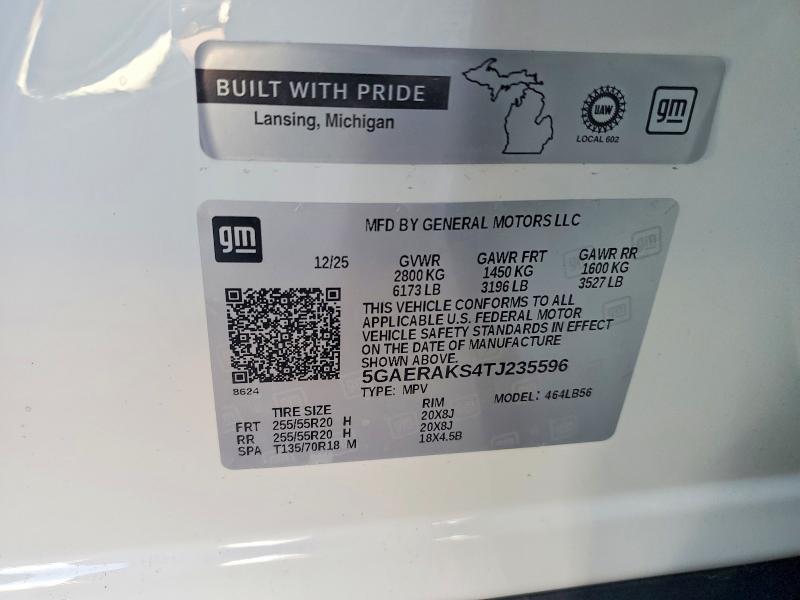 BUILT WITH PRIDE
Lansing, Michigan
UAW
LOCAL 602
gm
gm
MFD BY GENERAL MOTORS LLC
12/25 GVWR GAWR FRT GAWR RR
2800 KG 1450 KG 1600 KG
6173 LB 3196 LB 3527 LB
THIS VEHICLE CONFORMS TO ALL
APPLICABLE U.S. FEDERAL MOTOR
VEHICLE SAFETY STANDARDS IN EFFECT
ON THE DATE OF MANUFACTURE
SHOWN ABOVE.
5GAERAKS4TJ235596
8624
TYPE: MPV MODEL: 464LB56
TIRE SIZE RIM
FRT 255/55R20 H 20X8J
RR 255/55R20 H 20X8J
SPA T135/70R18 M 18X4.5B